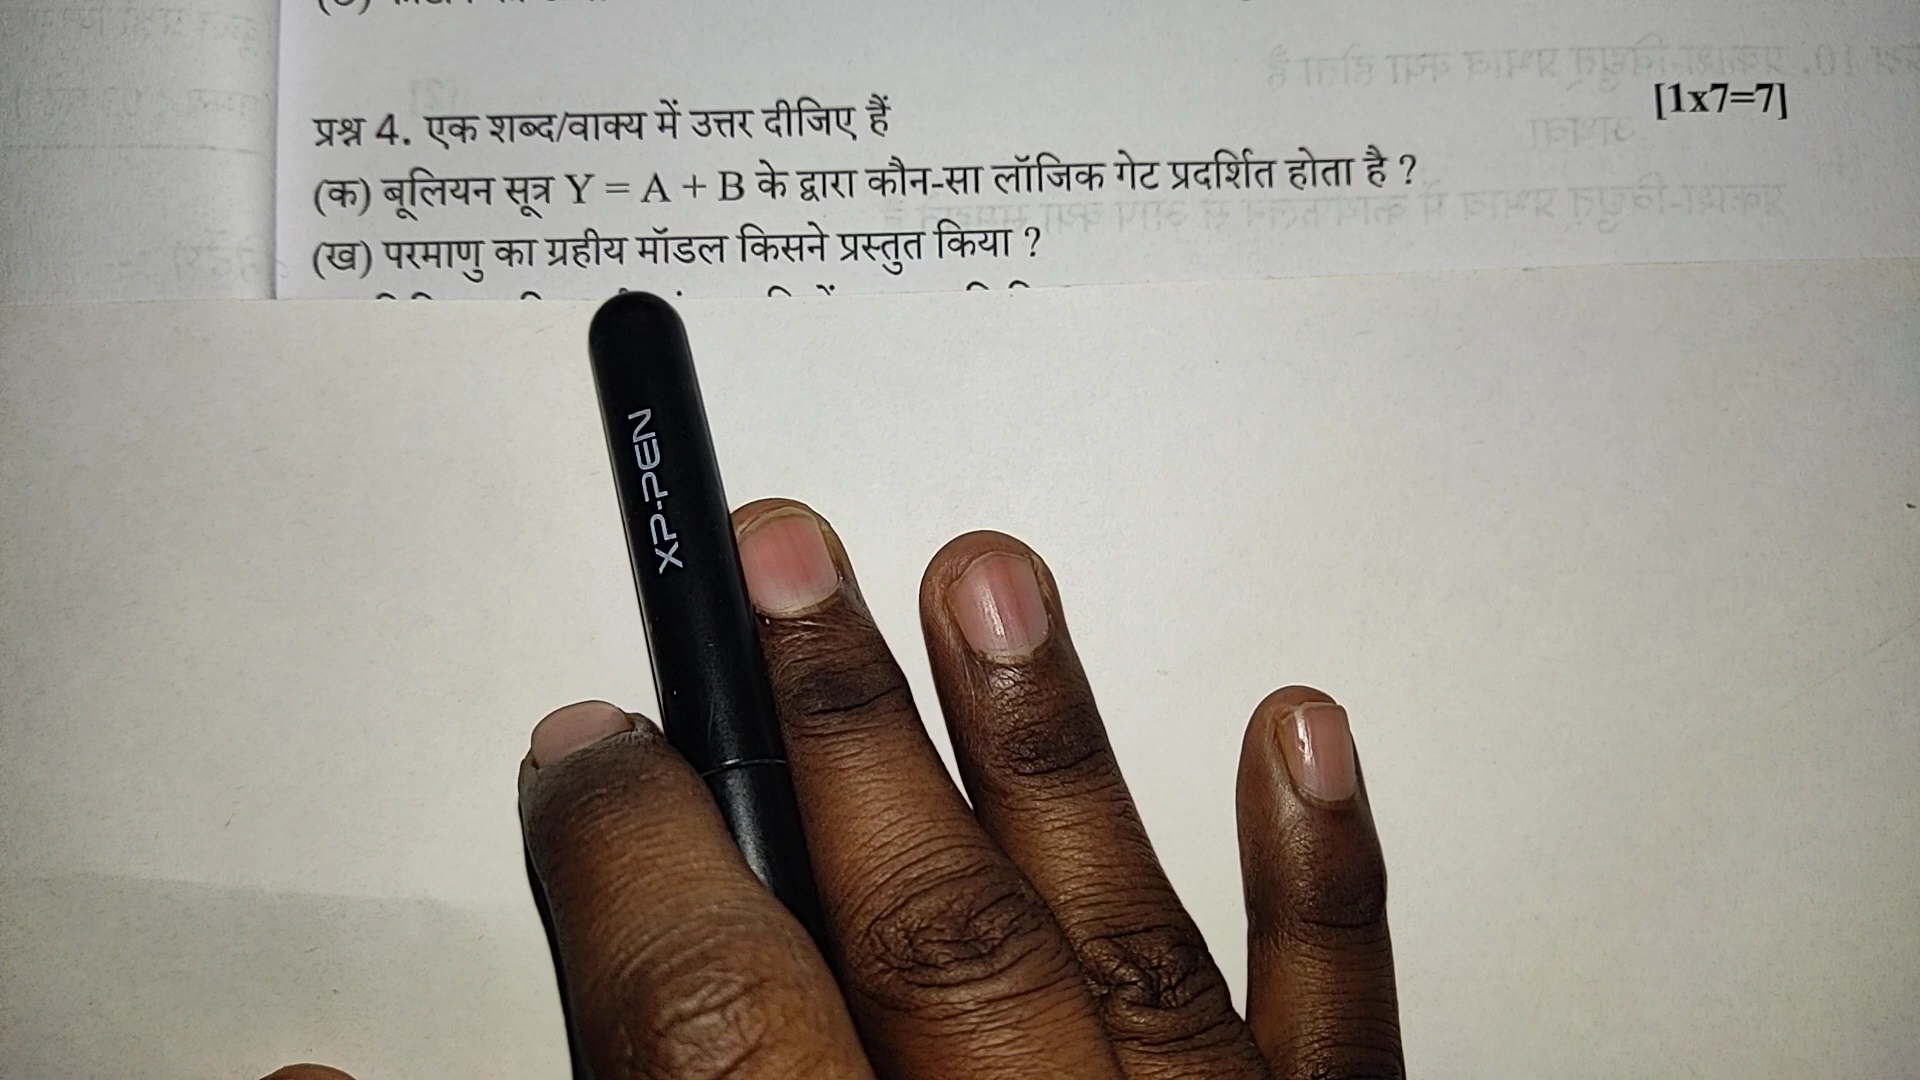 [1x7=7]
प्रश्न 4. एक शब्द/वाक्य में उत्तर दीजिए हैं
(क) बूलियन सूत्र Y = A + B के द्वारा कौन-सा लॉजिक गेट प्रदर्शित होता है ?
(ख) परमाणु का ग्रहीय मॉडल किसने प्रस्तुत किया ?
XP-PEN